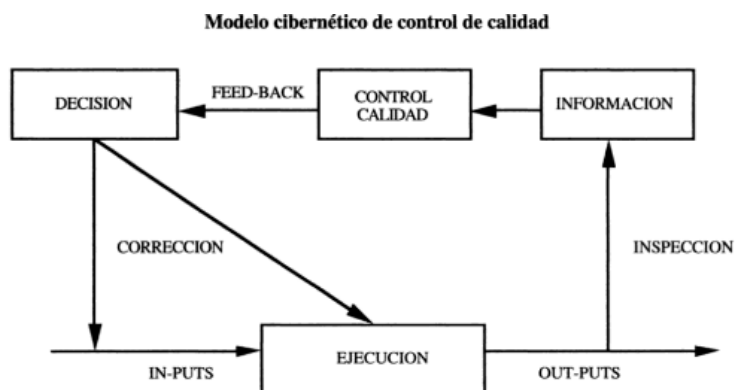 Modelo cibernético de control de calidad
DECISION
FEED-BACK
CONTROL
CALIDAD
INFORMACION
CORRECCION
INSPECCION
IN-PUTS
EJECUCION
OUT-PUTS